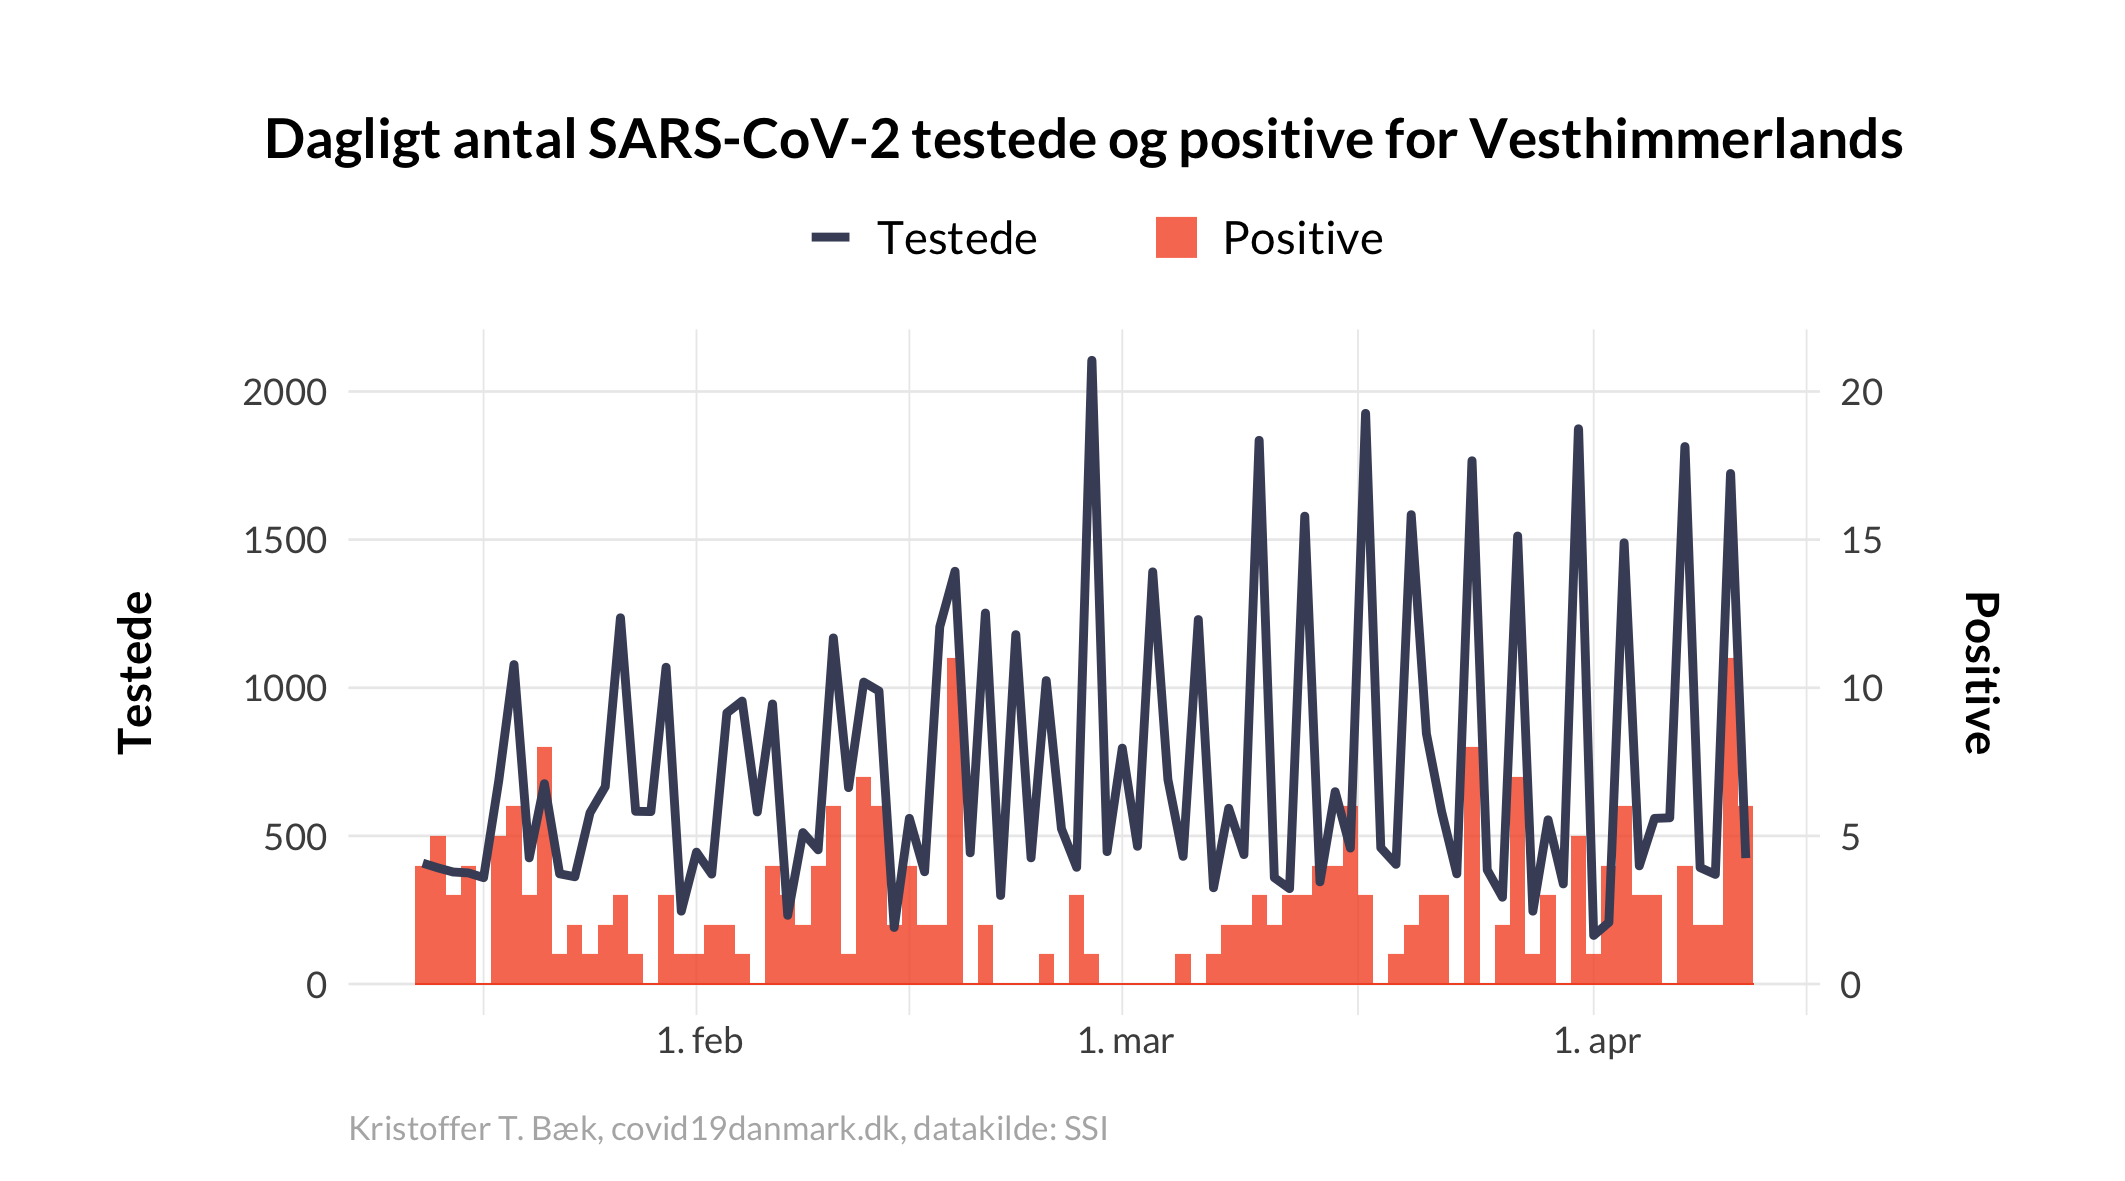 Dagligt antal SARS-CoV-2 testede og positive for Vesthimmerlands
Testede
Positive
2000
1500
1000
500
0
20
15
10
5
0
Testede
Positive
1. feb
1. mar
1. apr
Kristoffer T. Bæk, covid19danmark.dk, datakilde: SSI